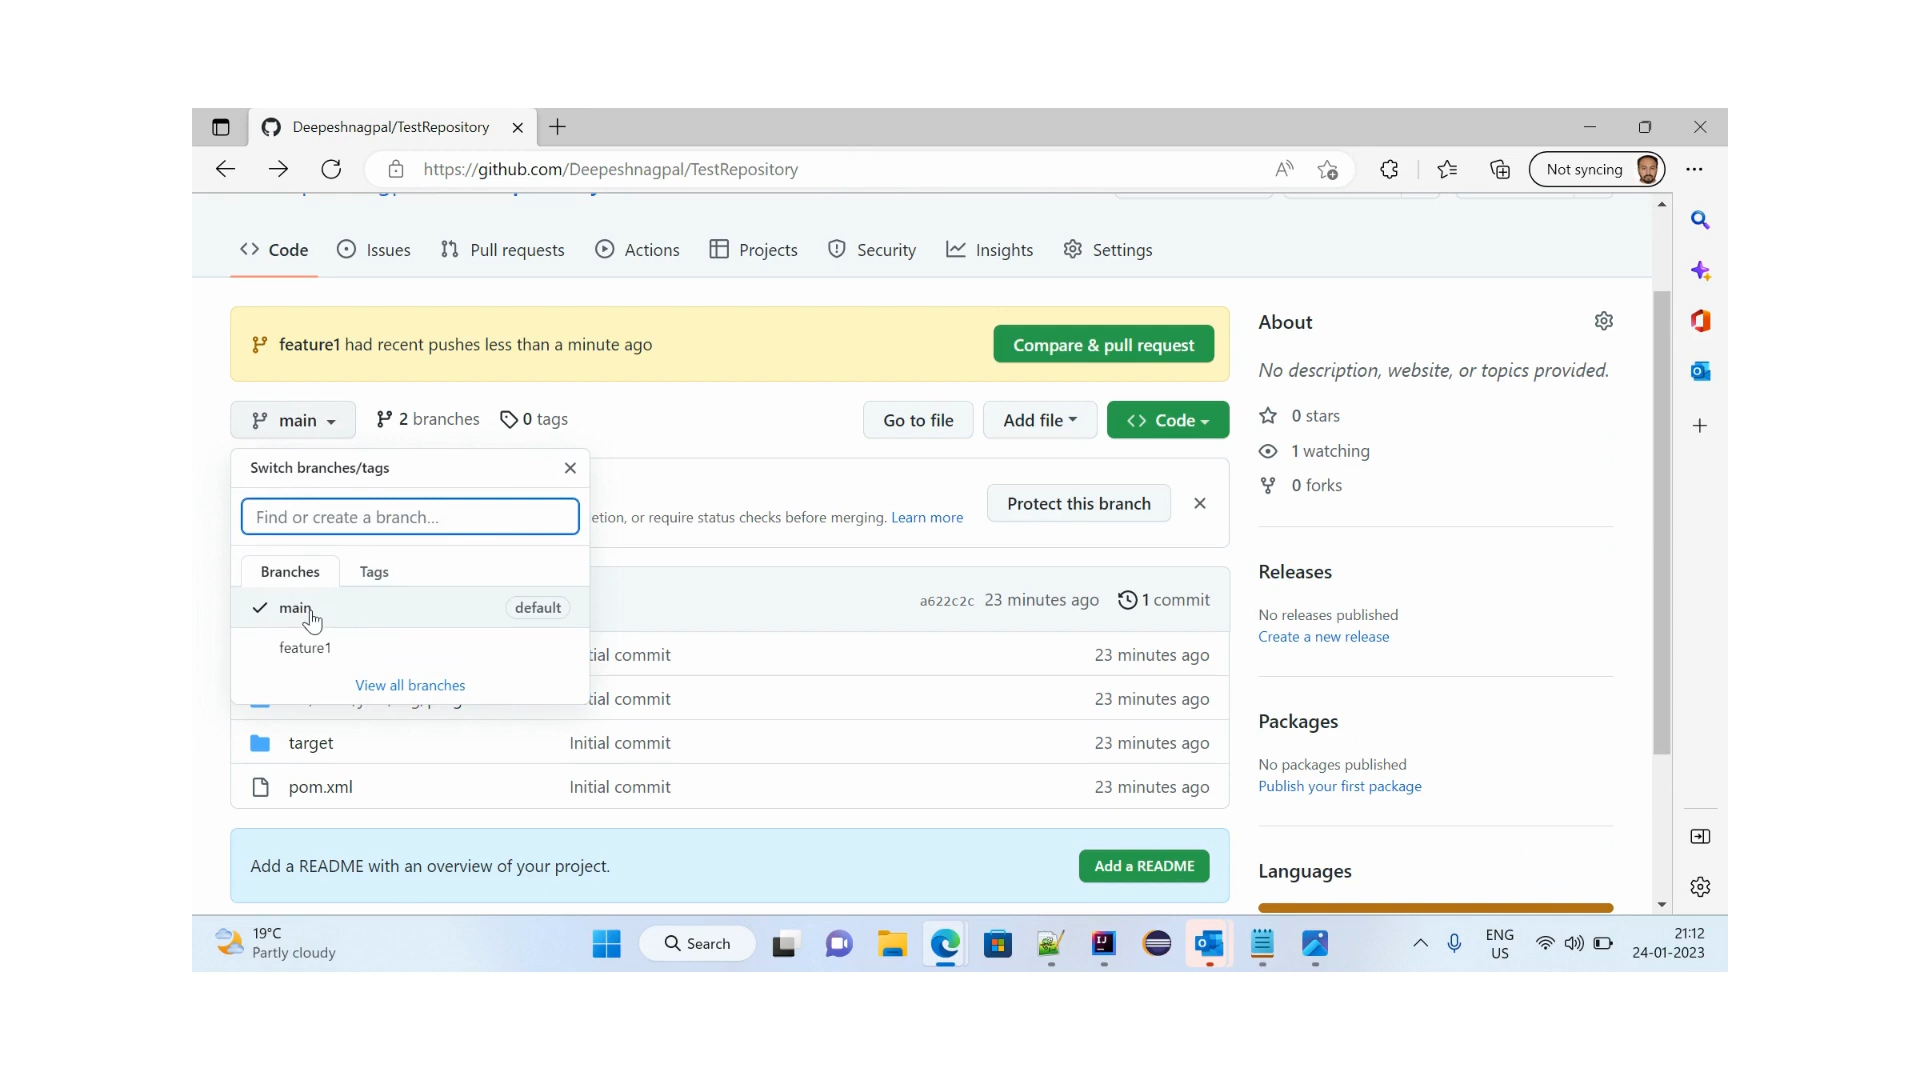 Deepeshnagpal/TestRepository
https://github.com/Deepeshnagpal/TestRepository
Not syncing
Code
Issues
Pull requests
Actions
Projects
Security
Insights
Settings
feature1 had recent pushes less than a minute ago
Compare & pull request
main
2 branches
0 tags
Go to file
Add file
Code
Switch branches/tags
Find or create a branch...
Branches
Tags
main
default
feature1
View all branches
etion, or require status checks before merging. Learn more
Protect this branch
a622c2c 23 minutes ago
1 commit
tial commit
23 minutes ago
tial commit
23 minutes ago
target
Initial commit
23 minutes ago
pom.xml
Initial commit
23 minutes ago
Add a README with an overview of your project.
Add a README
About
No description, website, or topics provided.
0 stars
1 watching
0 forks
Releases
No releases published
Create a new release
Packages
No packages published
Publish your first package
Languages
19°C
Partly cloudy
Search
ENG
US
21:12
24-01-2023